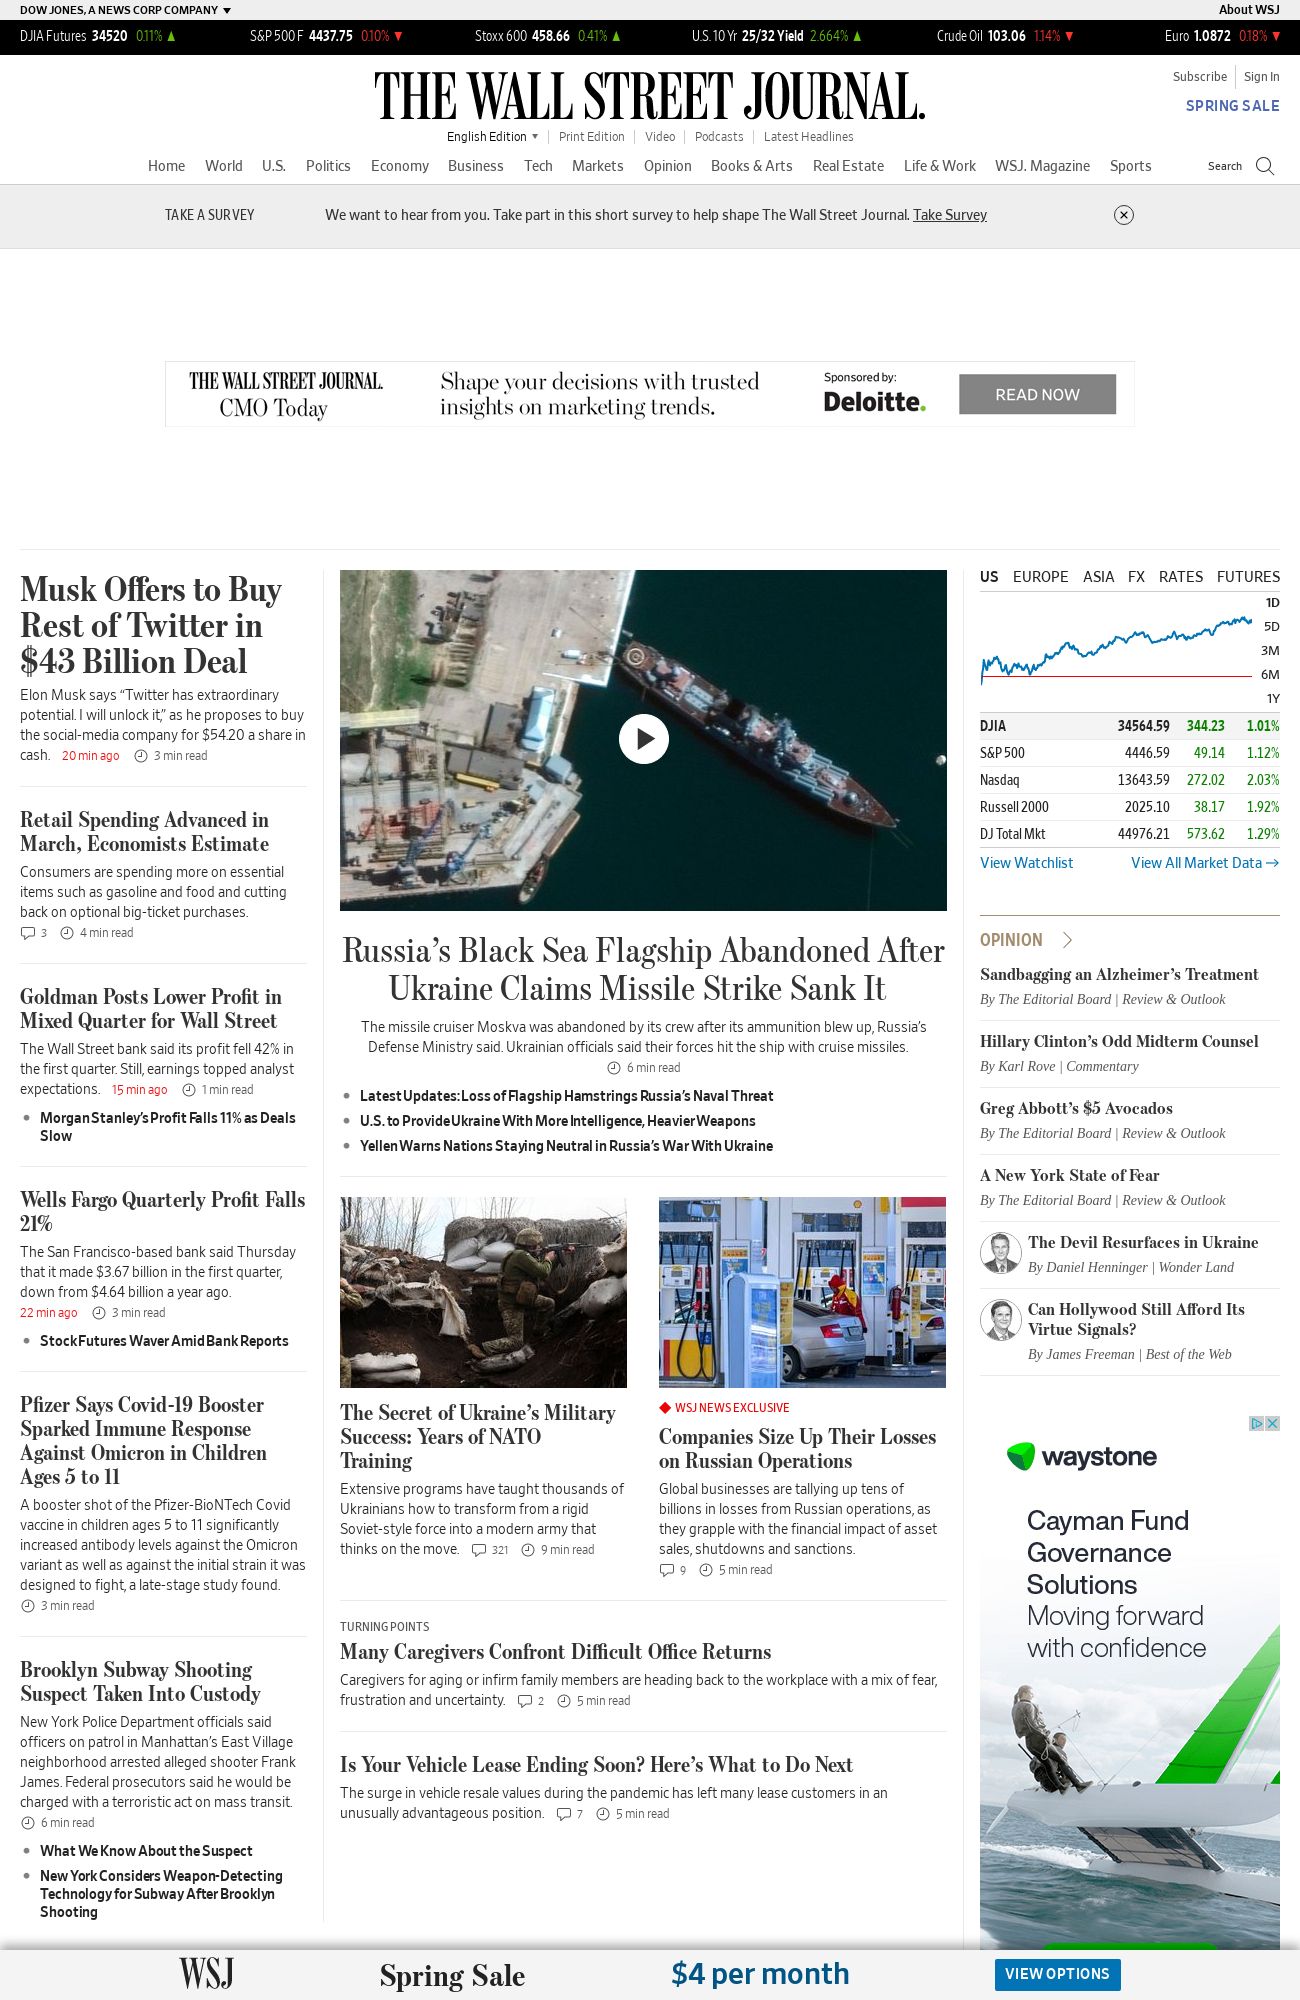 DOW JONES, A NEWS CORP COMPANY
About WSJ
DJIA Futures 34520 0.11%
S&P 500 F 4437.75 0.10%
Stoxx 600 458.66 0.41%
U.S. 10 Yr 25/32 Yield 2.664%
Crude Oil 103.06 1.14%
Euro 1.0872 0.18%
THE WALL STREET JOURNAL.
Subscribe
Sign In
SPRING SALE
English Edition
Print Edition
Video
Podcasts
Latest Headlines
Home World U.S. Politics Economy Business Tech Markets Opinion Books & Arts Real Estate Life & Work WSJ. Magazine Sports
Search
TAKE A SURVEY
We want to hear from you. Take part in this short survey to help shape The Wall Street Journal. Take Survey
THE WALL STREET JOURNAL.
CMO Today
Shape your decisions with trusted
insights on marketing trends.
Sponsored by:
Deloitte.
READ NOW
Musk Offers to Buy
Rest of Twitter in
$43 Billion Deal
Elon Musk says “Twitter has extraordinary
potential. I will unlock it,” as he proposes to buy
the social-media company for $54.20 a share in
cash. 20 min ago 3 min read
Retail Spending Advanced in
March, Economists Estimate
Consumers are spending more on essential
items such as gasoline and food and cutting
back on optional big-ticket purchases.
3 4 min read
Goldman Posts Lower Profit in
Mixed Quarter for Wall Street
The Wall Street bank said its profit fell 42% in
the first quarter. Still, earnings topped analyst
expectations. 15 min ago 1 min read
Morgan Stanley’s Profit Falls 11% as Deals
Slow
Wells Fargo Quarterly Profit Falls
21%
The San Francisco-based bank said Thursday
that it made $3.67 billion in the first quarter,
down from $4.64 billion a year ago.
22 min ago 3 min read
Stock Futures Waver Amid Bank Reports
Pfizer Says Covid-19 Booster
Sparked Immune Response
Against Omicron in Children
Ages 5 to 11
A booster shot of the Pfizer-BioNTech Covid
vaccine in children ages 5 to 11 significantly
increased antibody levels against the Omicron
variant as well as against the initial strain it was
designed to fight, a late-stage study found.
3 min read
Brooklyn Subway Shooting
Suspect Taken Into Custody
New York Police Department officials said
officers on patrol in Manhattan’s East Village
neighborhood arrested alleged shooter Frank
James. Federal prosecutors said he would be
charged with a terroristic act on mass transit.
6 min read
What We Know About the Suspect
New York Considers Weapon-Detecting
Technology for Subway After Brooklyn
Shooting
Russia’s Black Sea Flagship Abandoned After
Ukraine Claims Missile Strike Sank It
The missile cruiser Moskva was abandoned by its crew after its ammunition blew up, Russia’s
Defense Ministry said. Ukrainian officials said their forces hit the ship with cruise missiles.
6 min read
Latest Updates: Loss of Flagship Hamstrings Russia’s Naval Threat
U.S. to Provide Ukraine With More Intelligence, Heavier Weapons
Yellen Warns Nations Staying Neutral in Russia’s War With Ukraine
The Secret of Ukraine’s Military
Success: Years of NATO
Training
Extensive programs have taught thousands of
Ukrainians how to transform from a rigid
Soviet-style force into a modern army that
thinks on the move. 321 9 min read
WSJ NEWS EXCLUSIVE
Companies Size Up Their Losses
on Russian Operations
Global businesses are tallying up tens of
billions in losses from Russian operations, as
they grapple with the financial impact of asset
sales, shutdowns and sanctions.
9 5 min read
TURNING POINTS
Many Caregivers Confront Difficult Office Returns
Caregivers for aging or infirm family members are heading back to the workplace with a mix of fear,
frustration and uncertainty. 2 5 min read
Is Your Vehicle Lease Ending Soon? Here’s What to Do Next
The surge in vehicle resale values during the pandemic has left many lease customers in an
unusually advantageous position. 7 5 min read
US EUROPE ASIA FX RATES FUTURES
1D
5D
3M
6M
1Y
DJIA 34564.59 344.23 1.01%
S&P 500 4446.59 49.14 1.12%
Nasdaq 13643.59 272.02 2.03%
Russell 2000 2025.10 38.17 1.92%
DJ Total Mkt 44976.21 573.62 1.29%
View Watchlist
View All Market Data
OPINION
Sandbagging an Alzheimer’s Treatment
By The Editorial Board | Review & Outlook
Hillary Clinton’s Odd Midterm Counsel
By Karl Rove | Commentary
Greg Abbott’s $5 Avocados
By The Editorial Board | Review & Outlook
A New York State of Fear
By The Editorial Board | Review & Outlook
The Devil Resurfaces in Ukraine
By Daniel Henninger | Wonder Land
Can Hollywood Still Afford Its
Virtue Signals?
By James Freeman | Best of the Web
waystone
Cayman Fund
Governance
Solutions
Moving forward
with confidence
WSJ
Spring Sale
$4 per month
VIEW OPTIONS